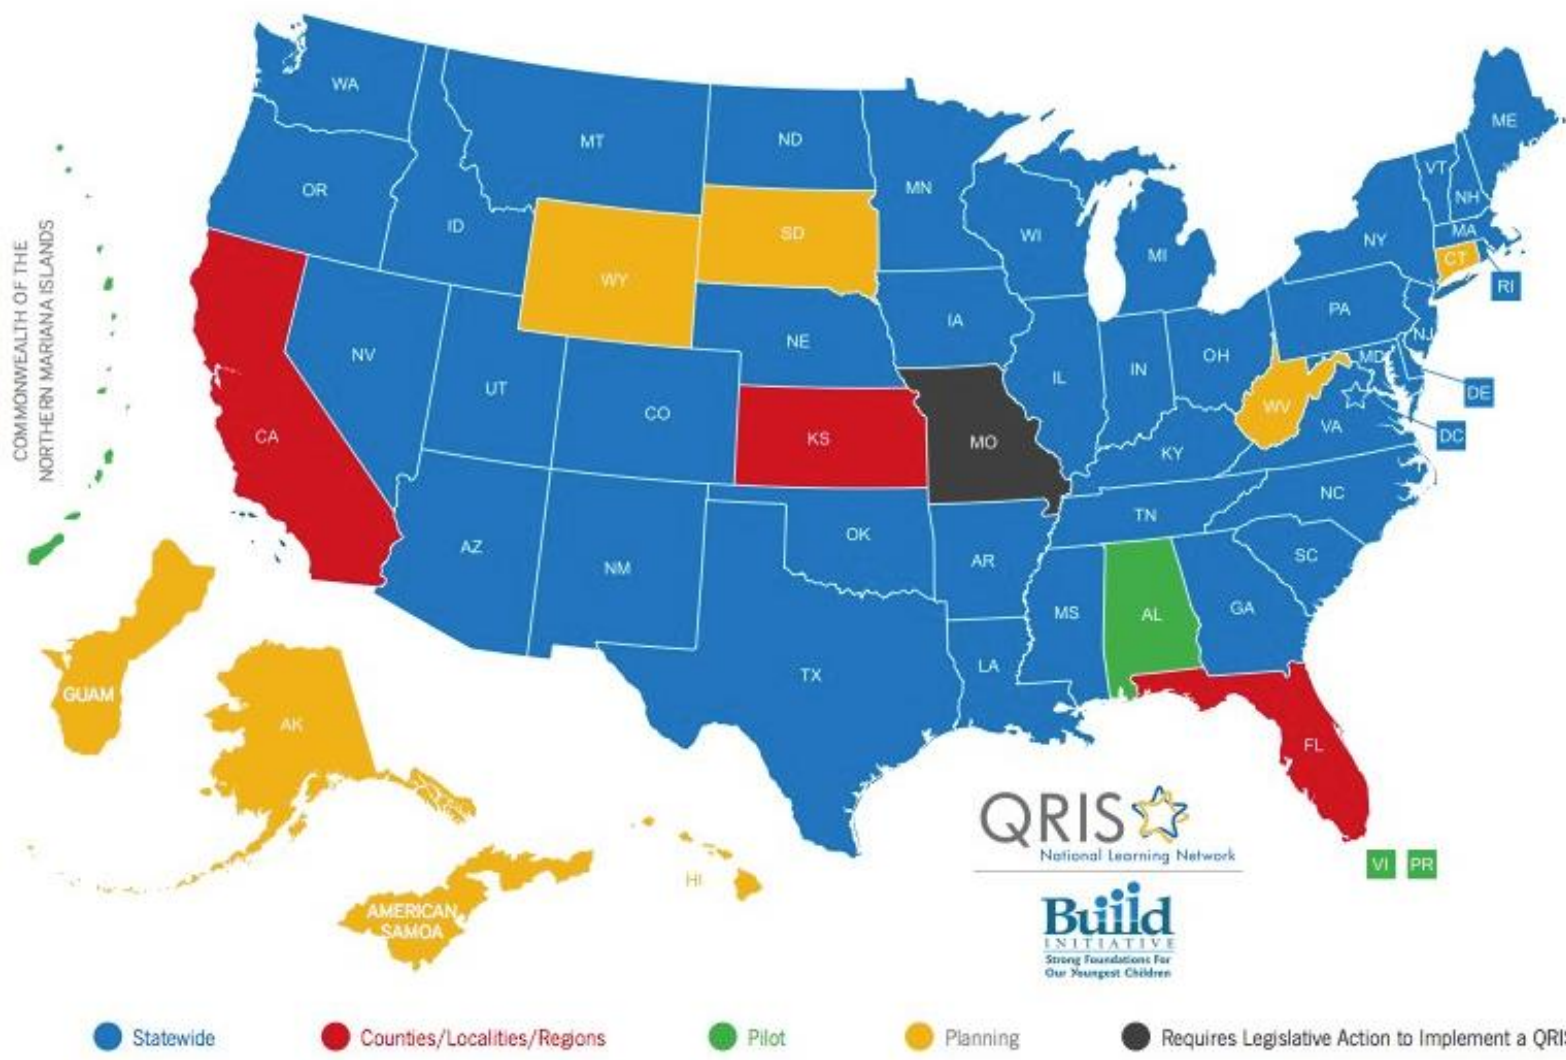 WA
MT
ND
MN
ME
OR
ID
WY
SD
WI
MI
VT
NH
NY
MA
CT
RI
CA
NV
UT
CO
NE
IA
IL
IN
OH
PA
NJ
MD
DE
DC
WV
VA
KS
MO
KY
NC
TN
SC
AZ
NM
OK
AR
MS
AL
GA
TX
LA
FL
VI PR
COMMONWEALTH OF THE
NORTHERN MARIANA ISLANDS
GUAM
AK
HI
AMERICAN
SAMOA
QRIS
National Learning Network
Build
INITIATIVE
Strong Foundations For
Our Youngest Children
Statewide
Counties/Localities/Regions
Pilot
Planning
Requires Legislative Action to Implement a QRIS